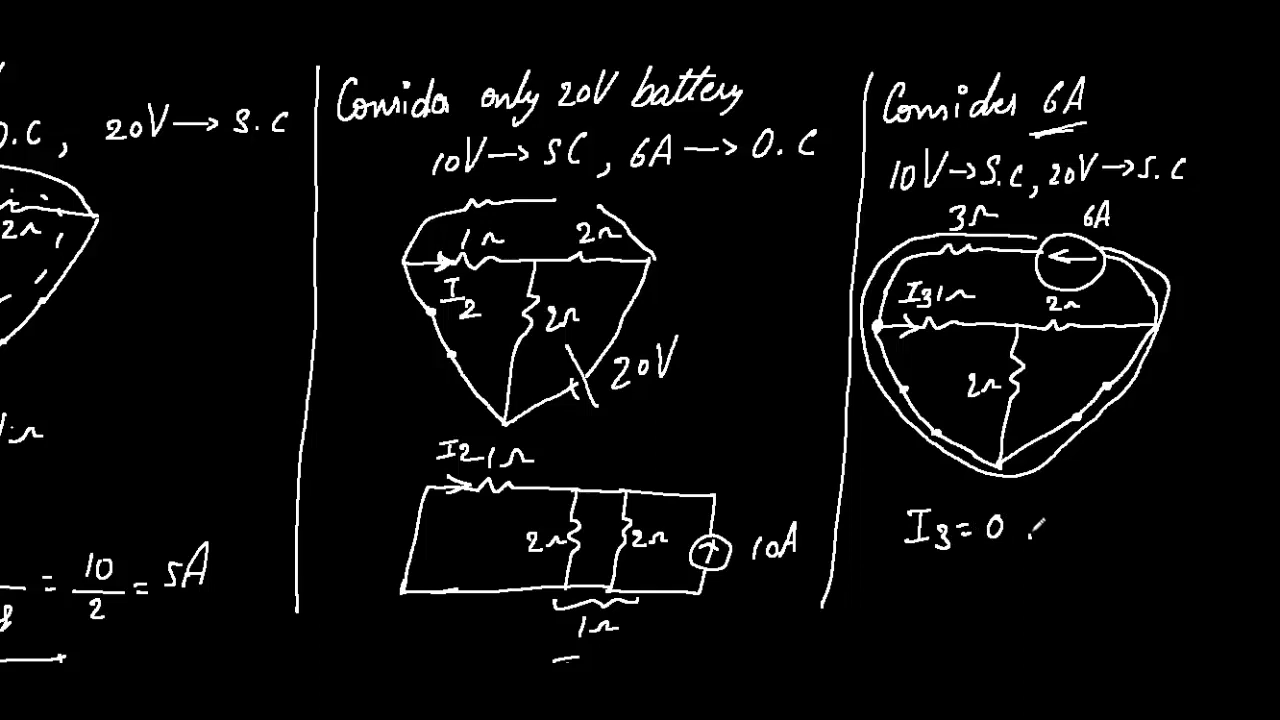 O.C, 20V → S.C
2Ω
Ω
= 10/2 = 5A
Consider only 20V battery
10V → SC, 6A → O.C
1Ω
2Ω
I2
2Ω
20V
I2 1Ω
2Ω
2Ω
10A
1Ω
Consider 6A
10V → S.C, 20V → S.C
3Ω
6A
I3 1Ω
2Ω
2Ω
I3 = 0